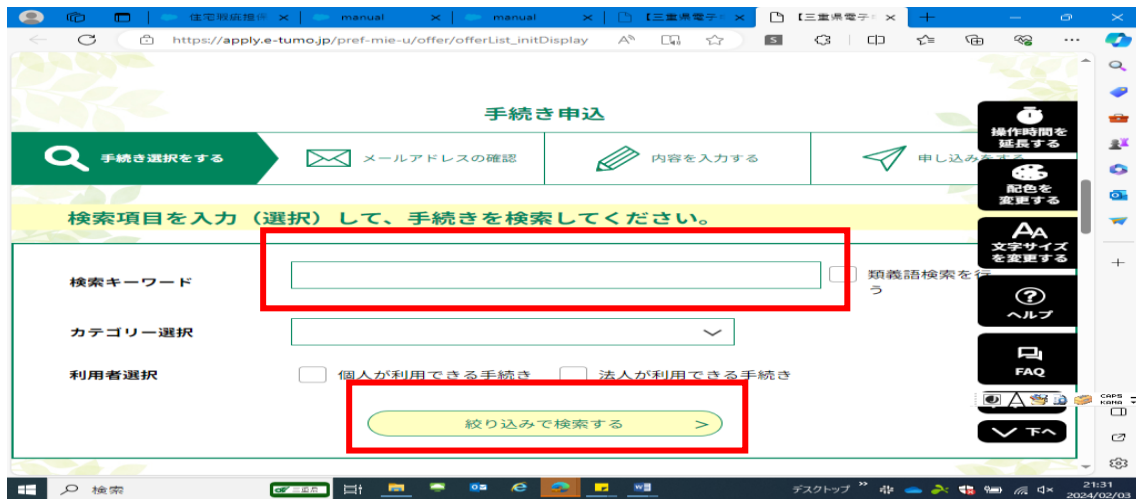 住宅瑕疵担保
manual
manual
【三重県電子
【三重県電子
https://apply.e-tumo.jp/pref-mie-u/offer/offerList_initDisplay
手続き申込
手続き選択をする
メールアドレスの確認
内容を入力する
申し込みをする
操作時間を
延長する
配色を
変更する
文字サイズ
を変更する
ヘルプ
FAQ
下へ
検索項目を入力（選択）して、手続きを検索してください。
検索キーワード
類義語検索を行
う
カテゴリー選択
利用者選択
個人が利用できる手続き
法人が利用できる手続き
絞り込みで検索する
CAPS
KANA
検索
三重県
デスクトップ
21:31
2024/02/03